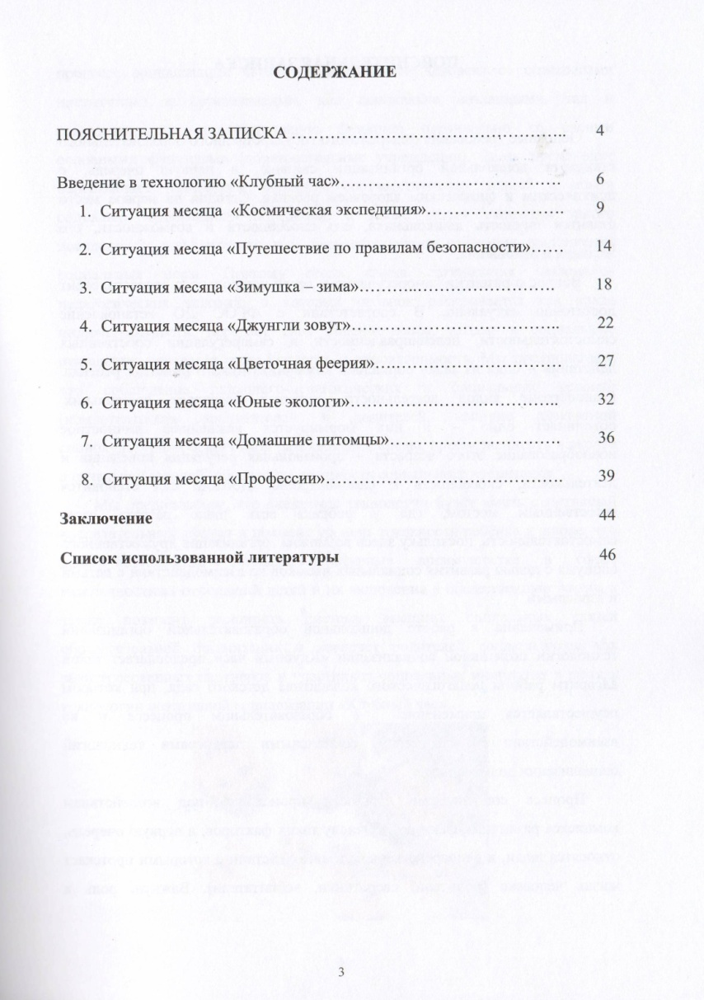 СОДЕРЖАНИЕ
ПОЯСНИТЕЛЬНАЯ ЗАПИСКА ………………………………………. 4
Введение в технологию «Клубный час»…………………………………. 6
1. Ситуация месяца «Космическая экспедиция»……………………… 9
2. Ситуация месяца «Путешествие по правилам безопасности»…… 14
3. Ситуация месяца «Зимушка – зима»………..………………………. 18
4. Ситуация месяца «Джунгли зовут»………………………………….. 22
5. Ситуация месяца «Цветочная феерия»……………………………… 27
6. Ситуация месяца «Юные экологи»………………………………….. 32
7. Ситуация месяца «Домашние питомцы»…………………………… 36
8. Ситуация месяца «Профессии»……………………………………… 39
Заключение 44
Список использованной литературы 46
3